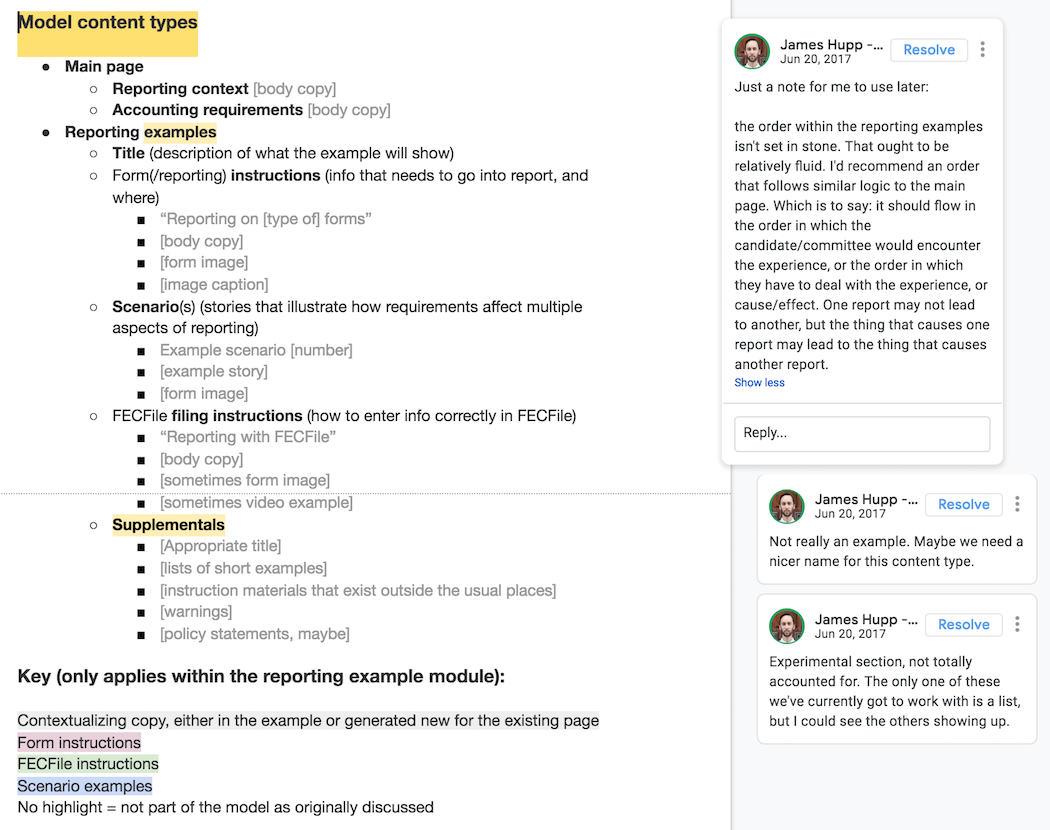 Model content types
● Main page
○ Reporting context [body copy]
○ Accounting requirements [body copy]
● Reporting examples
○ Title (description of what the example will show)
○ Form(/reporting) instructions (info that needs to go into report, and
where)
■ “Reporting on [type of] forms”
■ [body copy]
■ [form image]
■ [image caption]
○ Scenario(s) (stories that illustrate how requirements affect multiple
aspects of reporting)
■ Example scenario [number]
■ [example story]
■ [form image]
○ FECFile filing instructions (how to enter info correctly in FECFile)
■ “Reporting with FECFile”
■ [body copy]
■ [sometimes form image]
■ [sometimes video example]
○ Supplementals
■ [Appropriate title]
■ [lists of short examples]
■ [instruction materials that exist outside the usual places]
■ [warnings]
■ [policy statements, maybe]
Key (only applies within the reporting example module):
Contextualizing copy, either in the example or generated new for the existing page
Form instructions
FECFile instructions
Scenario examples
No highlight = not part of the model as originally discussed
James Hupp -...
Resolve
Jun 20, 2017
Just a note for me to use later:
the order within the reporting examples
isn't set in stone. That ought to be
relatively fluid. I'd recommend an order
that follows similar logic to the main
page. Which is to say: it should flow in
the order in which the
candidate/committee would encounter
the experience, or the order in which
they have to deal with the experience, or
cause/effect. One report may not lead
to another, but the thing that causes one
report may lead to the thing that causes
another report.
Show less
Reply...
James Hupp -...
Resolve
Jun 20, 2017
Not really an example. Maybe we need a
nicer name for this content type.
James Hupp -...
Resolve
Jun 20, 2017
Experimental section, not totally
accounted for. The only one of these
we've currently got to work with is a list,
but I could see the others showing up.